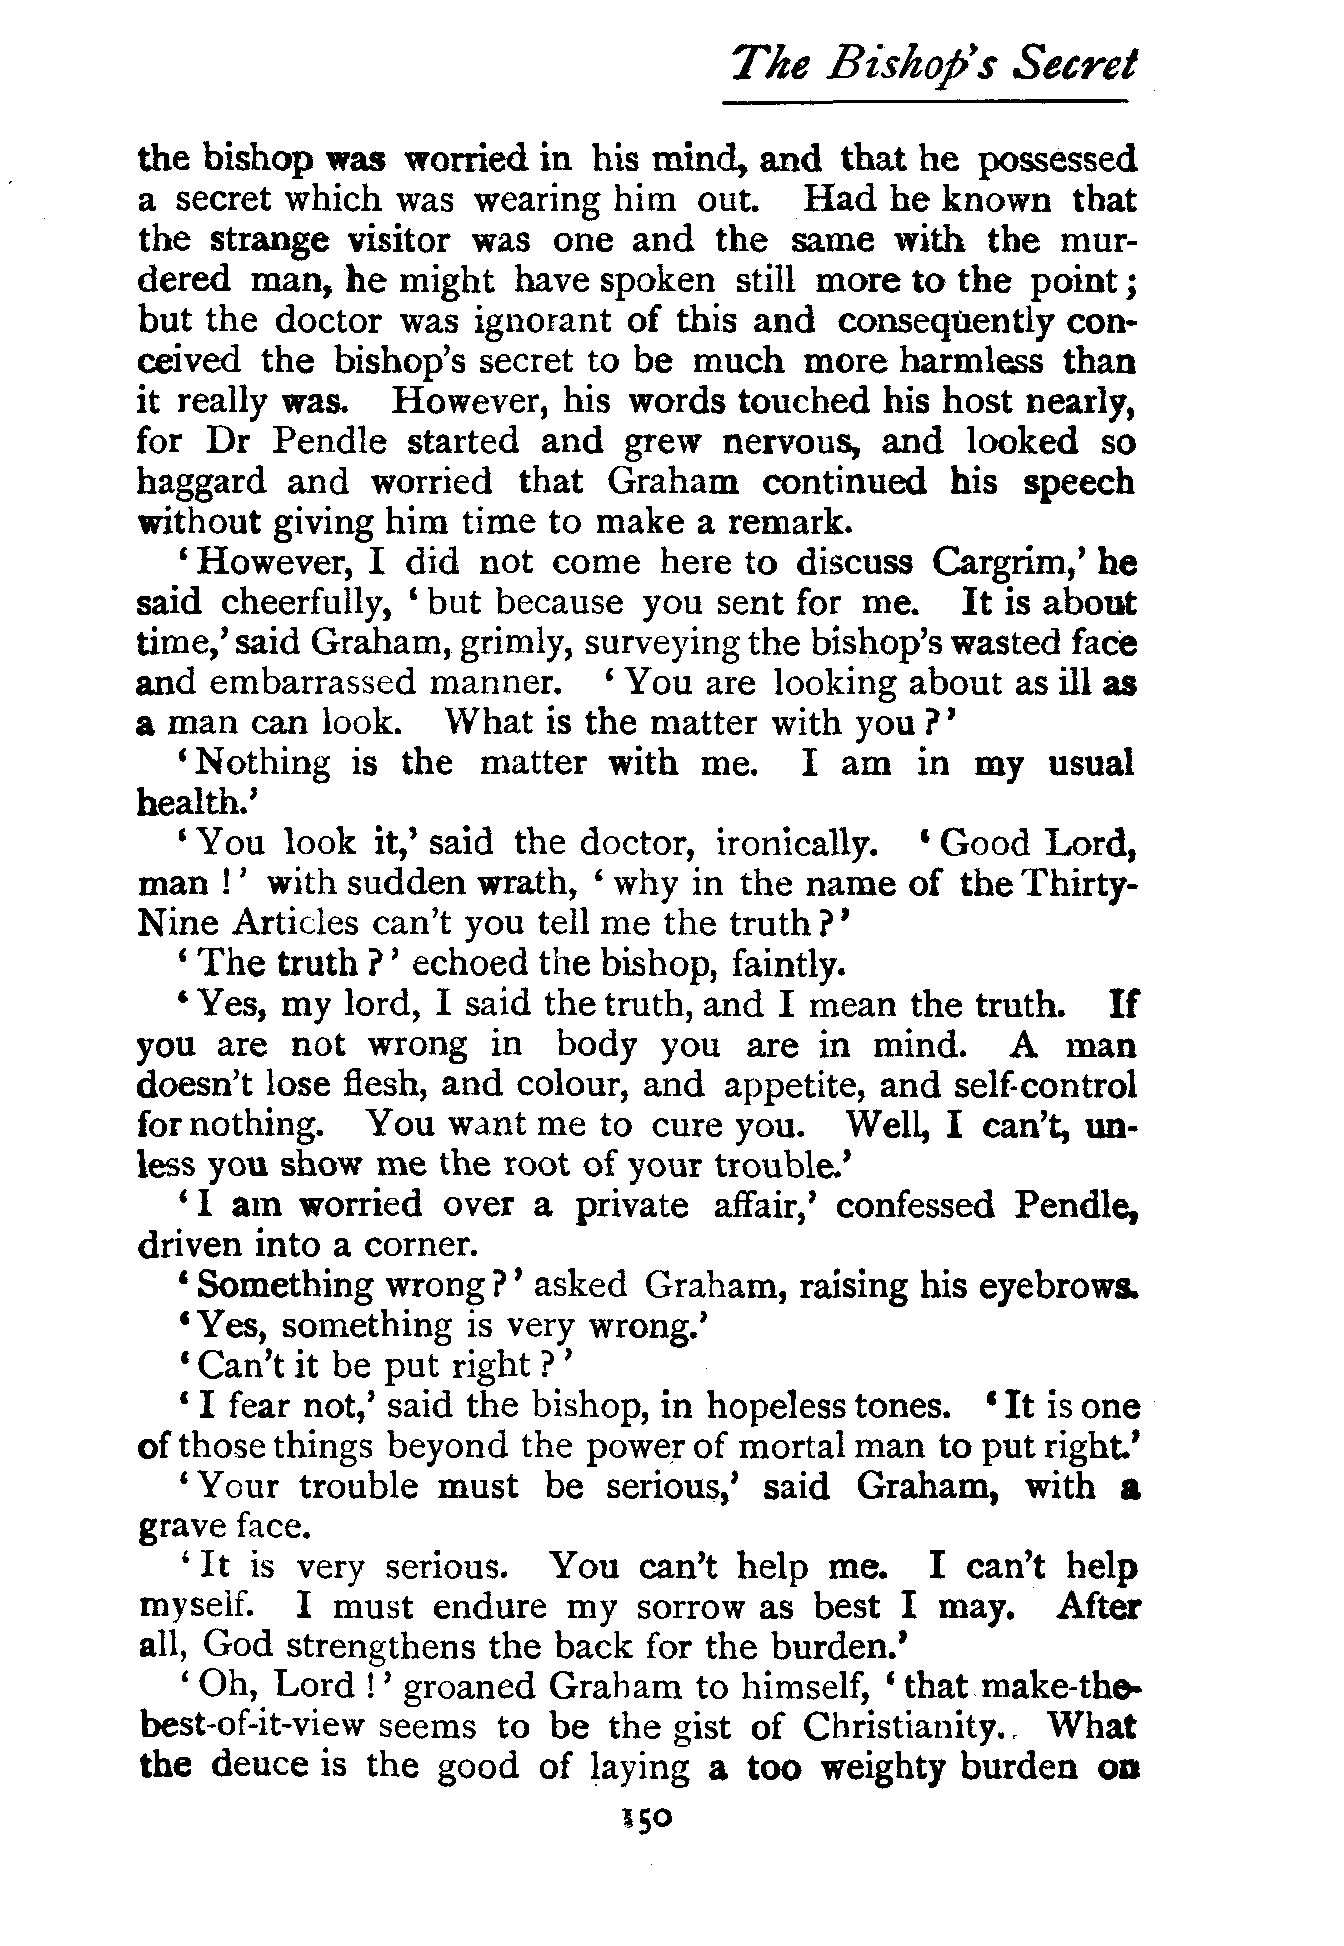 The Bishop's Secret
the bishop was worried in his mind, and that he possessed
a secret which was wearing him out. Had he known that
the strange visitor was one and the same with the mur-
dered man, he might have spoken still more to the point;
but the doctor was ignorant of this and consequently con-
ceived the bishop's secret to be much more harmless than
it really was. However, his words touched his host nearly,
for Dr Pendle started and grew nervous, and looked so
haggard and worried that Graham continued his speech
without giving him time to make a remark.
'However, I did not come here to discuss Cargrim,' he
said cheerfully, 'but because you sent for me. It is about
time,' said Graham, grimly, surveying the bishop's wasted face
and embarrassed manner. 'You are looking about as ill as
a man can look. What is the matter with you?'
'Nothing is the matter with me. I am in my usual
health.'
'You look it,' said the doctor, ironically. 'Good Lord,
man!' with sudden wrath, 'why in the name of the Thirty-
Nine Articles can't you tell me the truth?'
'The truth?' echoed the bishop, faintly.
'Yes, my lord, I said the truth, and I mean the truth. If
you are not wrong in body you are in mind. A man
doesn't lose flesh, and colour, and appetite, and self-control
for nothing. You want me to cure you. Well, I can't, un-
less you show me the root of your trouble.'
'I am worried over a private affair,' confessed Pendle,
driven into a corner.
'Something wrong?' asked Graham, raising his eyebrows.
'Yes, something is very wrong.'
'Can't it be put right?'
'I fear not,' said the bishop, in hopeless tones. 'It is one
of those things beyond the power of mortal man to put right.'
'Your trouble must be serious,' said Graham, with a
grave face.
'It is very serious. You can't help me. I can't help
myself. I must endure my sorrow as best I may. After
all, God strengthens the back for the burden.'
'Oh, Lord!' groaned Graham to himself, 'that make-the-
best-of-it-view seems to be the gist of Christianity. What
the deuce is the good of laying a too weighty burden on
150